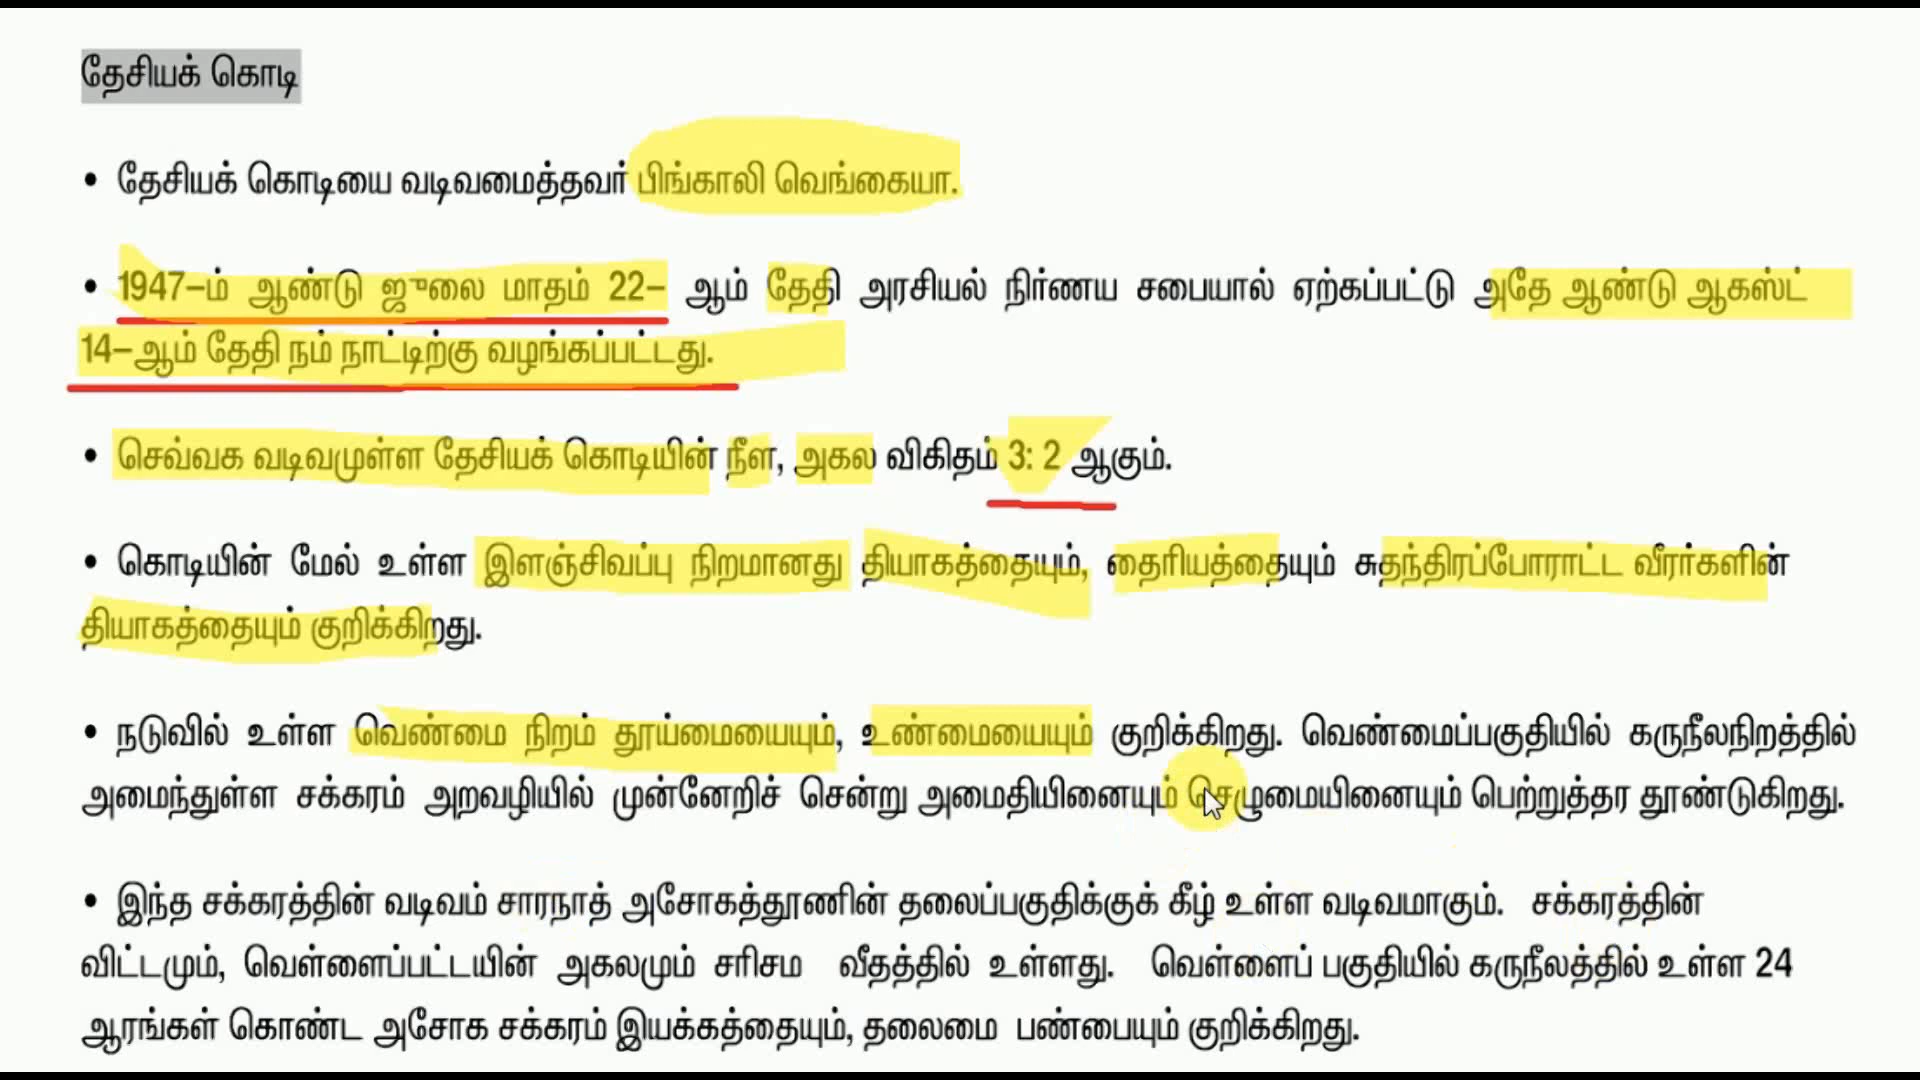 தேசியக் கொடி
• தேசியக் கொடியை வடிவமைத்தவர் பிங்காலி வெங்கையா.
• 1947–ம் ஆண்டு ஜுலை மாதம் 22– ஆம் தேதி அரசியல் நிர்ணய சபையால் ஏற்கப்பட்டு அதே ஆண்டு ஆகஸ்ட்
14–ஆம் தேதி நம் நாட்டிற்கு வழங்கப்பட்டது.
• செவ்வக வடிவமுள்ள தேசியக் கொடியின் நீள, அகல விகிதம் 3: 2 ஆகும்.
• கொடியின் மேல் உள்ள இளஞ்சிவப்பு நிறமானது தியாகத்தையும், தைரியத்தையும் சுதந்திரப்போராட்ட வீரர்களின்
தியாகத்தையும் குறிக்கிறது.
• நடுவில் உள்ள வெண்மை நிறம் தூய்மையையும், உண்மையையும் குறிக்கிறது. வெண்மைப்பகுதியில் கருநீலநிறத்தில்
அமைந்துள்ள சக்கரம் அறவழியில் முன்னேறிச் சென்று அமைதியினையும் செழுமையினையும் பெற்றுத்தர தூண்டுகிறது.
• இந்த சக்கரத்தின் வடிவம் சாரநாத் அசோகத்தூணின் தலைப்பகுதிக்குக் கீழ் உள்ள வடிவமாகும். சக்கரத்தின்
விட்டமும், வெள்ளைப்பட்டயின் அகலமும் சரிசம வீதத்தில் உள்ளது. வெள்ளைப் பகுதியில் கருநீலத்தில் உள்ள 24
ஆரங்கள் கொண்ட அசோக சக்கரம் இயக்கத்தையும், தலைமை பண்பையும் குறிக்கிறது.